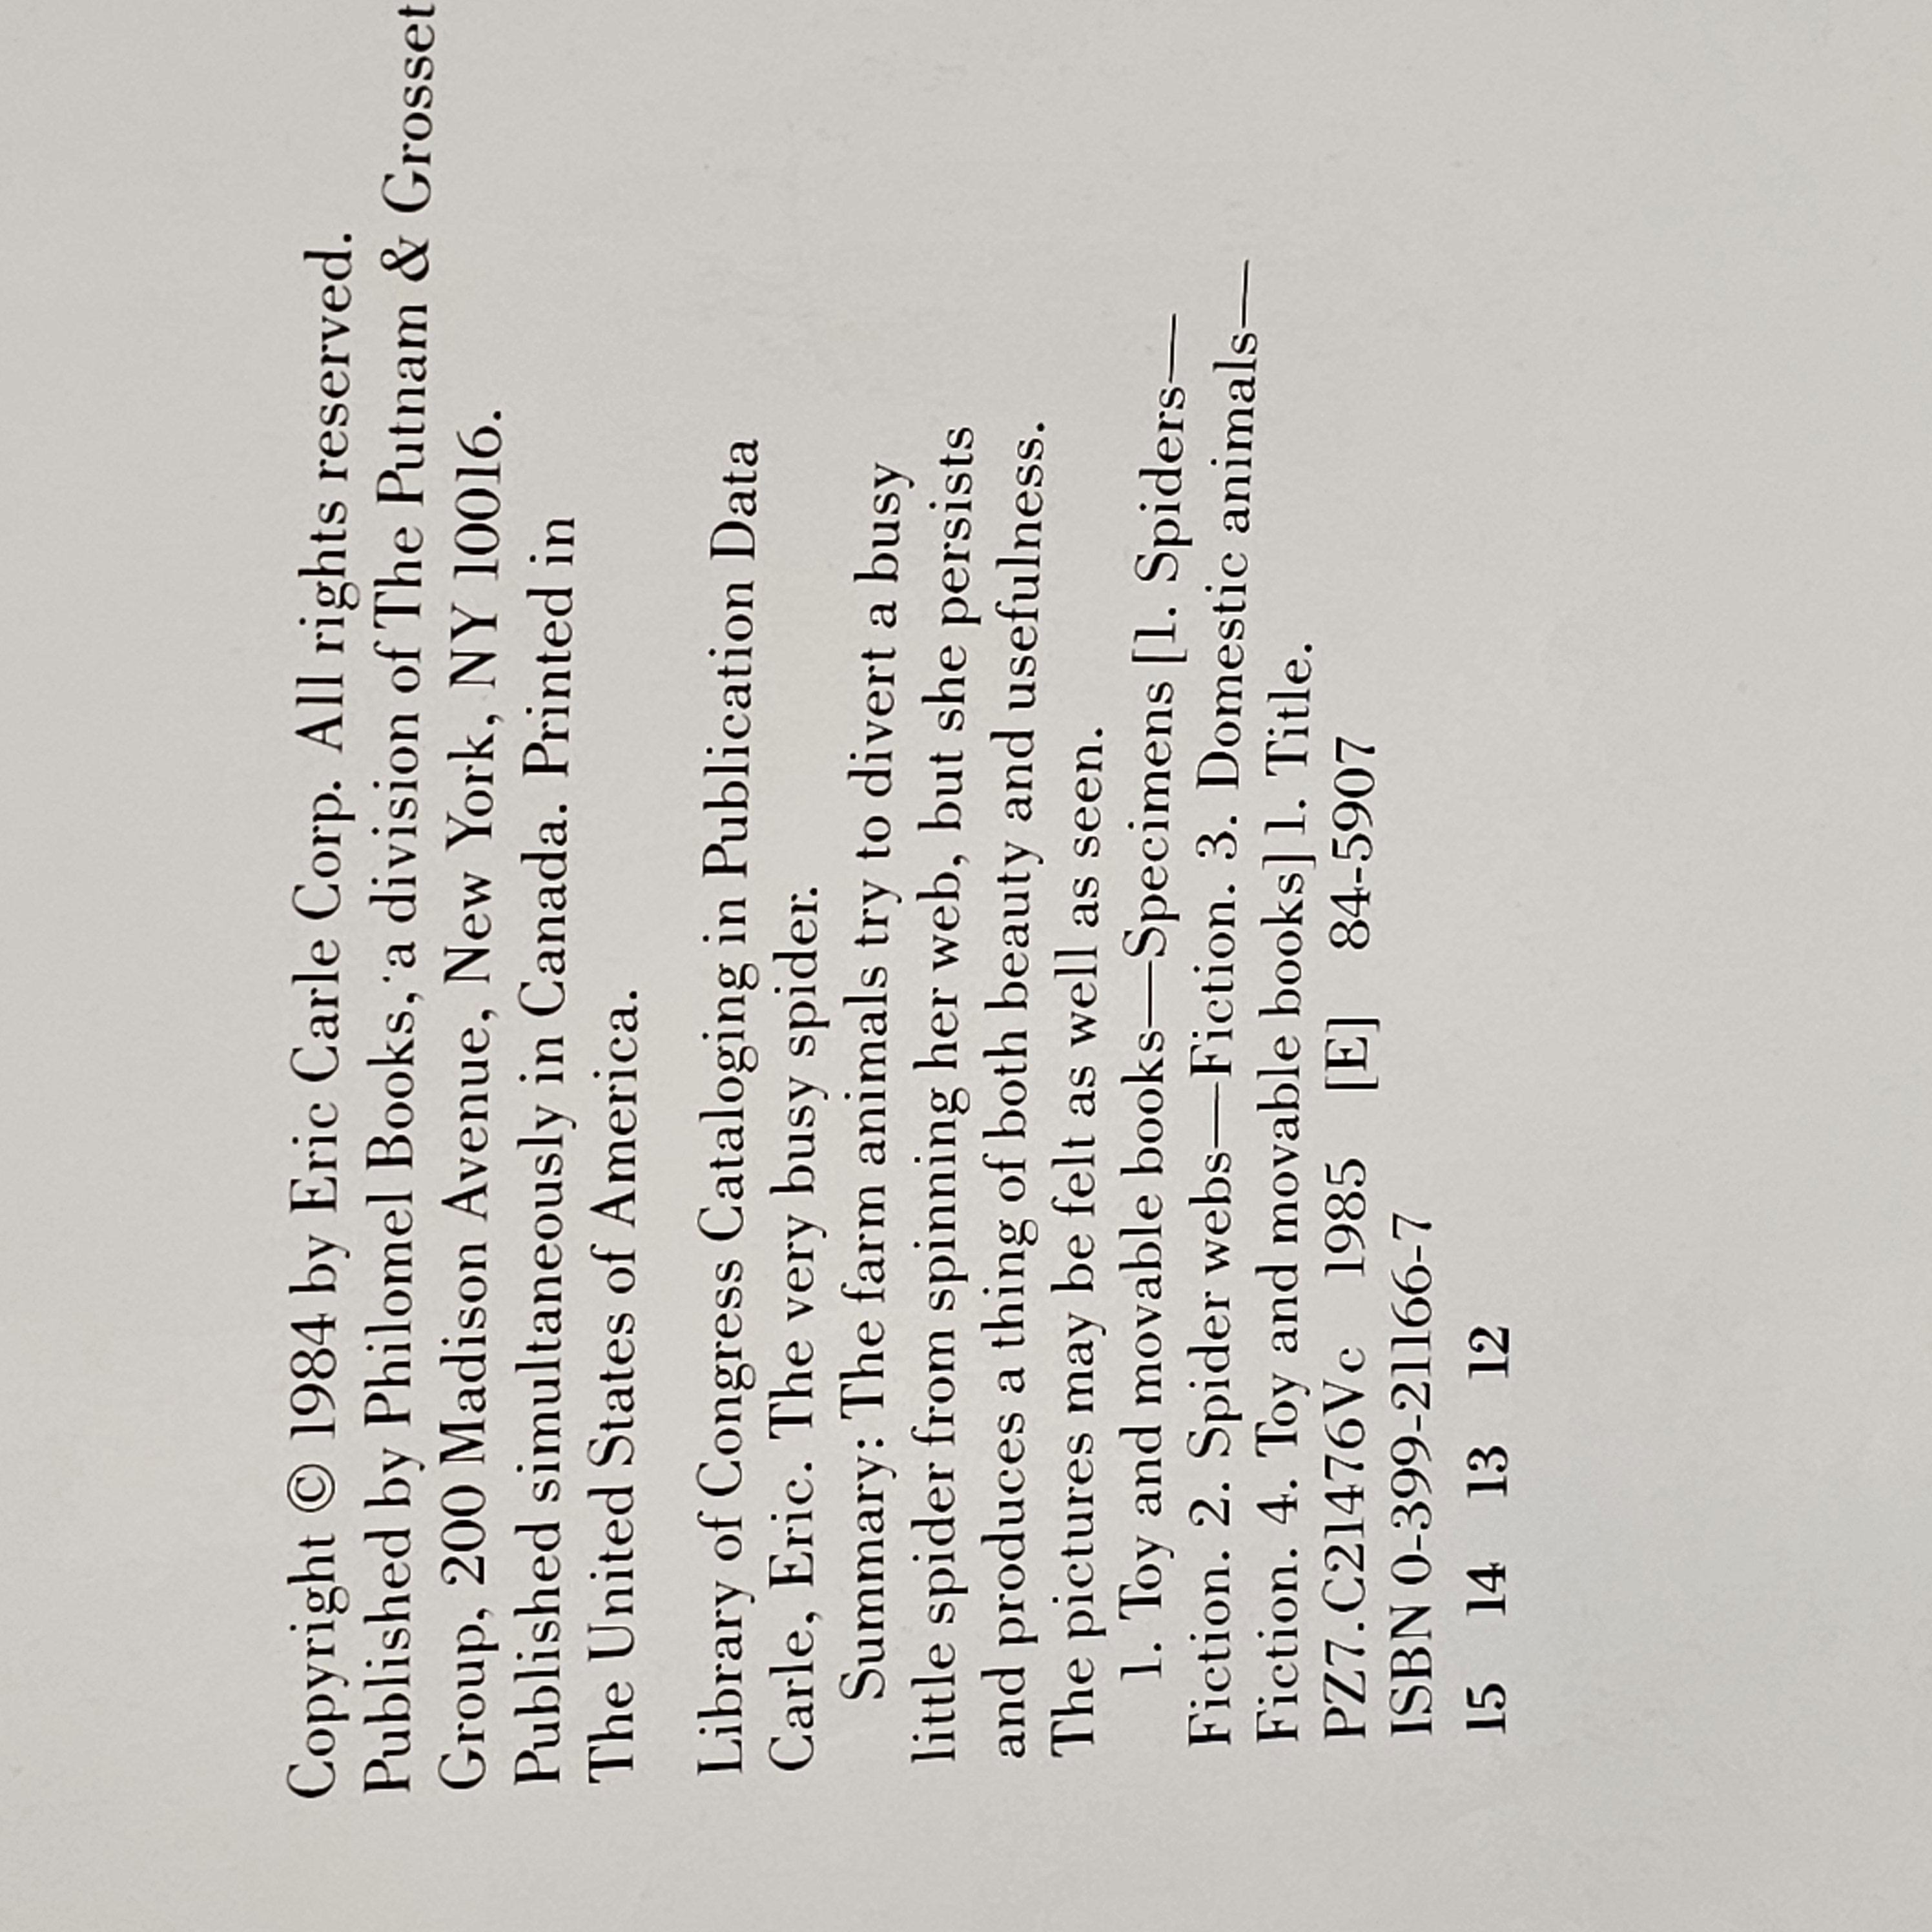 Copyright © 1984 by Eric Carle Corp. All rights reserved.
Published by Philomel Books, a division of The Putnam & Grosset
Group, 200 Madison Avenue, New York, NY 10016.
Published simultaneously in Canada. Printed in
The United States of America.
Library of Congress Cataloging in Publication Data
Carle, Eric. The very busy spider.
Summary: The farm animals try to divert a busy
little spider from spinning her web, but she persists
and produces a thing of both beauty and usefulness.
The pictures may be felt as well as seen.
1. Toy and movable books—Specimens [1. Spiders—
Fiction. 2. Spider webs—Fiction. 3. Domestic animals—
Fiction. 4. Toy and movable books] 1. Title.
PZ7.C21476Vc 1985 [E] 84-5907
ISBN 0-399-21166-7
15 14 13 12